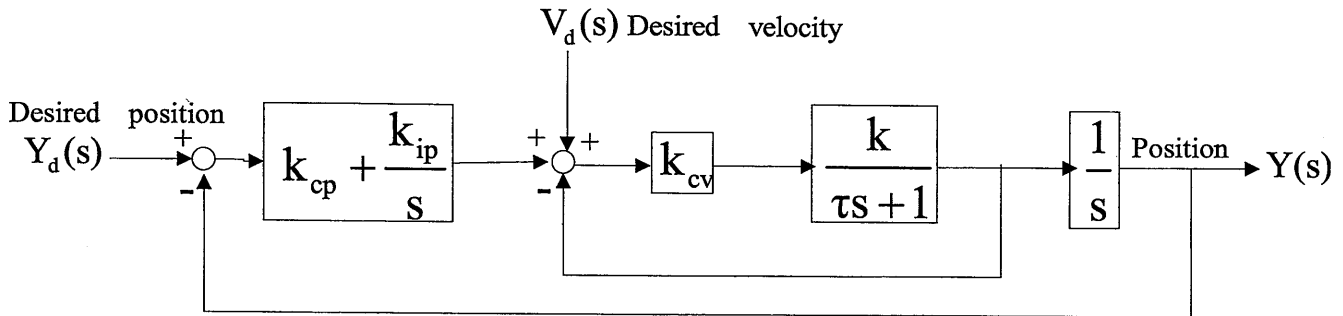 V_d(s) Desired velocity
Desired position
Y_d(s)
+
-
k_cp + k_ip/s
+
+
-
k_cv
k/(τs+1)
1/s
Position
Y(s)